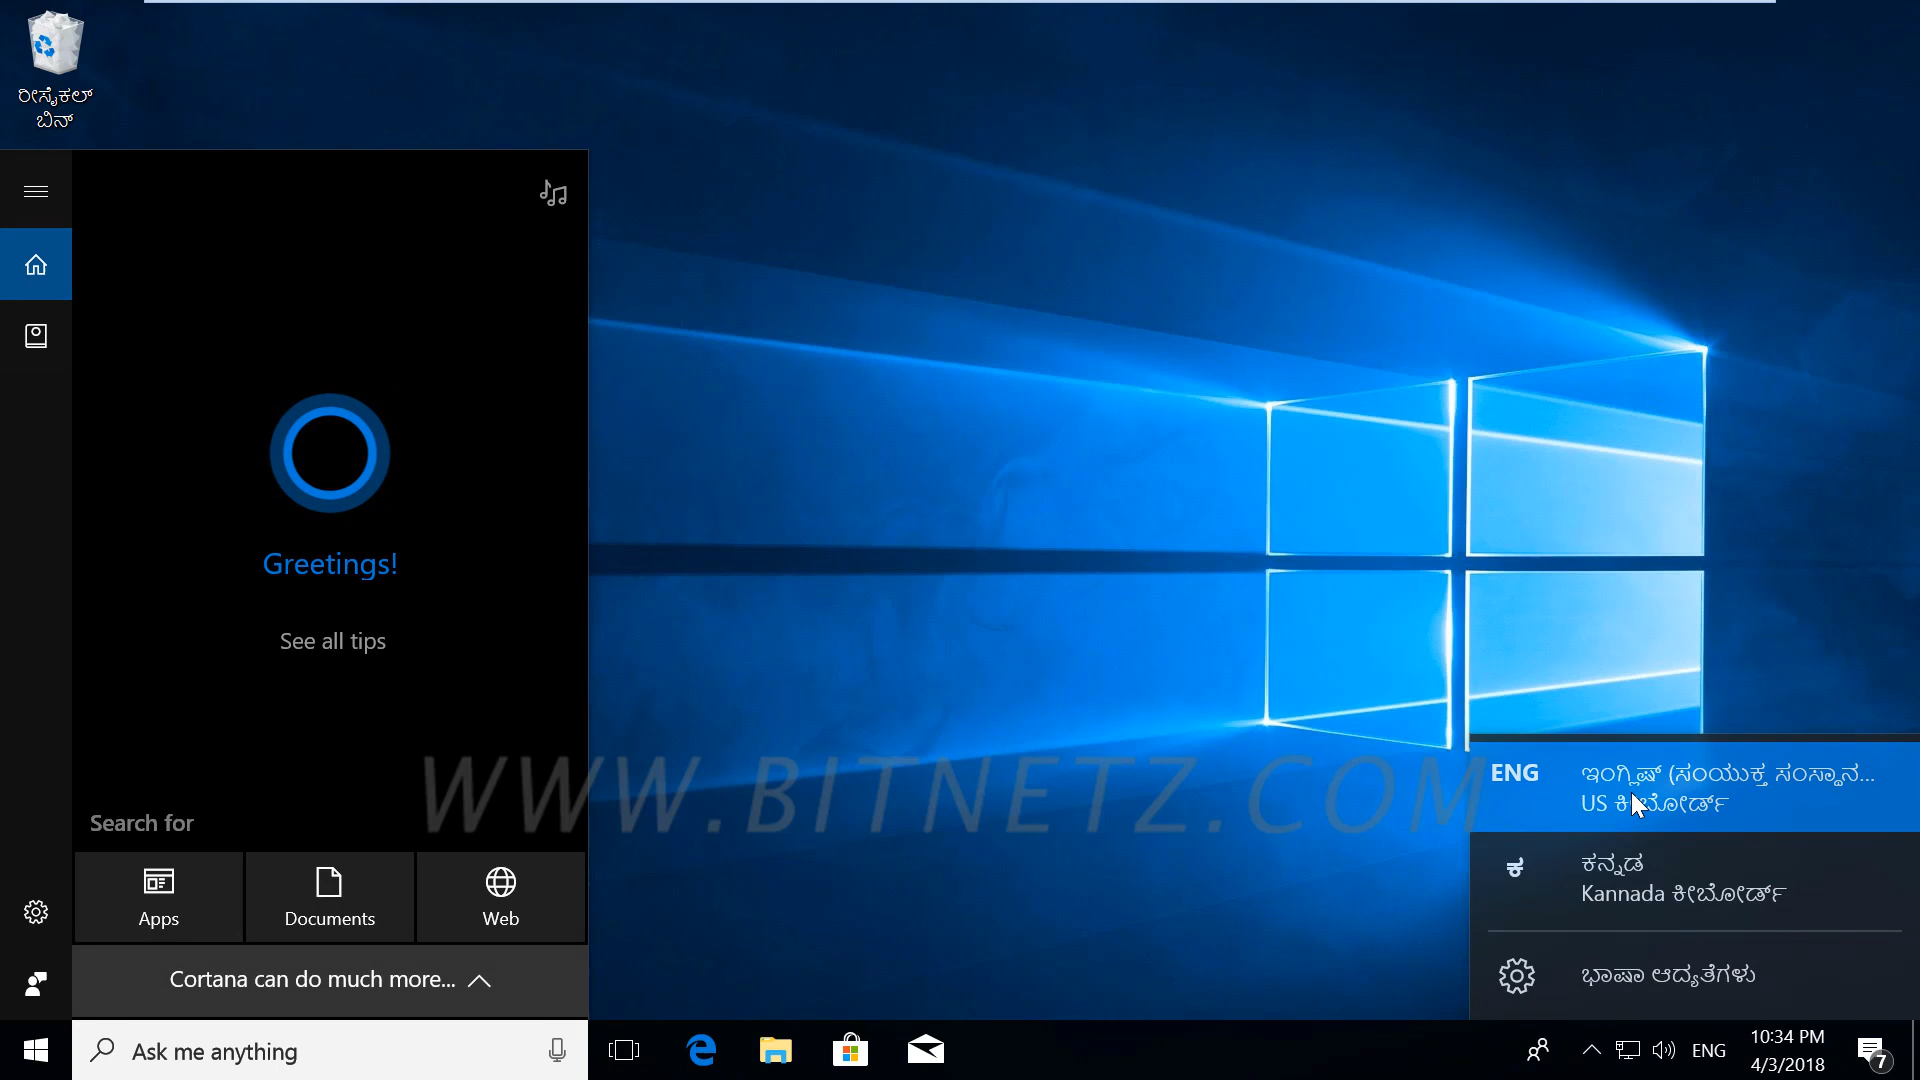 ರೀಸೈಕಲ್
ಬಿನ್
Greetings!
See all tips
Search for
Apps
Documents
Web
Cortana can do much more...
Ask me anything
WWW.BITNETZ.COM
ENG
ಇಂಗ್ಲಿಷ್ (ಸಂಯುಕ್ತ ಸಂಸ್ಥಾನ...
US ಕೀಬೋರ್ಡ್
ಕ
ಕನ್ನಡ
Kannada ಕೀಬೋರ್ಡ್
ಭಾಷಾ ಆದ್ಯತೆಗಳು
ENG
10:34 PM
4/3/2018
7